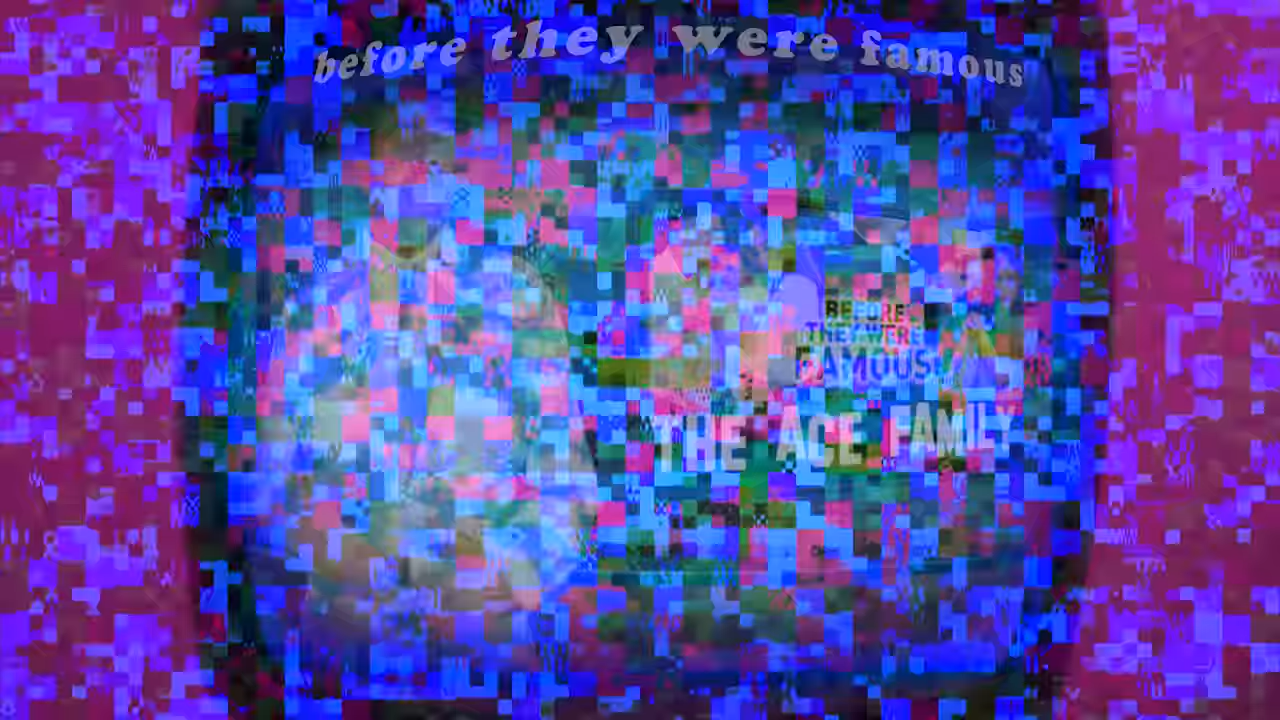 before they were famous
BEFORE
THEY WERE
FAMOUS
THE ACE FAMILY